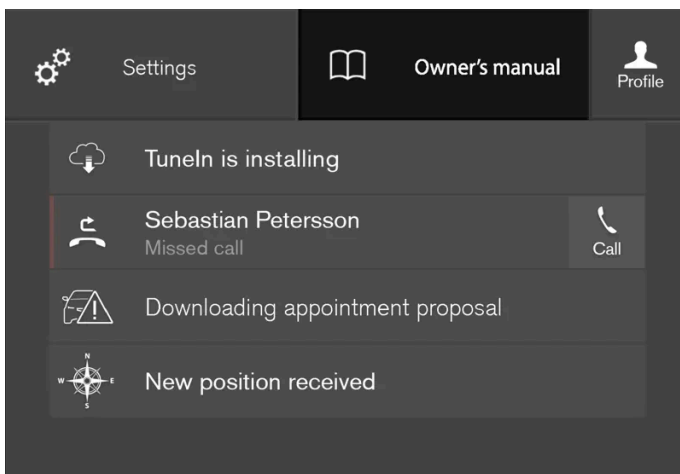 Settings
Owner's manual
Profile
TuneIn is installing
Sebastian Petersson
Missed call
Call
Downloading appointment proposal
N
W E
S
New position received